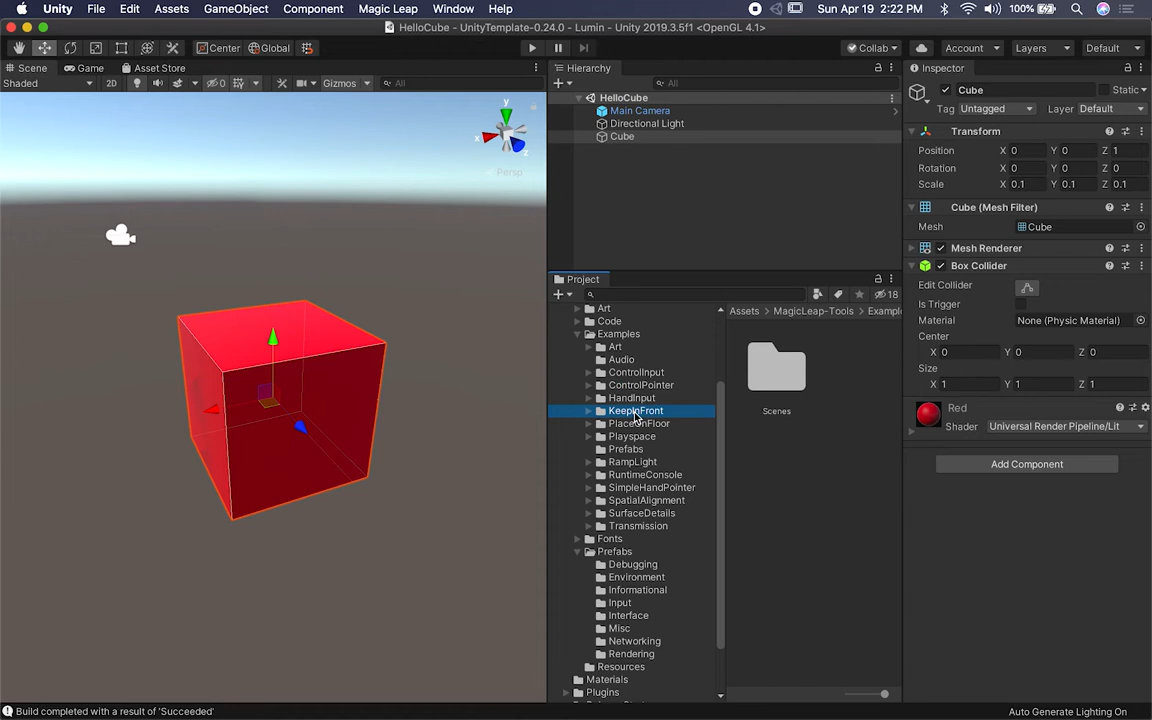 Unity File Edit Assets GameObject Component Magic Leap Window Help 100% Sun Apr 19 2:22 PM
HelloCube - UnityTemplate-0.24.0 - Lumin - Unity 2019.3.5f1 <OpenGL 4.1>
Center Global Collab Account Layers Default
Scene Game Asset Store
Shaded 2D 0 Gizmos All
y
x
z
Persp
Hierarchy
All
HelloCube
Main Camera
Directional Light
Cube
Project
18
Art
Code
Examples
Art
Audio
ControlInput
ControlPointer
HandInput
KeepInFront
PlaceOnFloor
Playspace
Prefabs
RampLight
RuntimeConsole
SimpleHandPointer
SpatialAlignment
SurfaceDetails
Transmission
Fonts
Prefabs
Debugging
Environment
Informational
Input
Interface
Misc
Networking
Rendering
Resources
Materials
Plugins
Assets > MagicLeap-Tools > Exampl
Scenes
Inspector
Cube Static
Tag Untagged Layer Default
Transform
Position X 0 Y 0 Z 1
Rotation X 0 Y 0 Z 0
Scale X 0.1 Y 0.1 Z 0.1
Cube (Mesh Filter)
Mesh Cube
Mesh Renderer
Box Collider
Edit Collider
Is Trigger
Material None (Physic Material)
Center
X 0 Y 0 Z 0
Size
X 1 Y 1 Z 1
Red
Shader Universal Render Pipeline/Lit
Add Component
Build completed with a result of 'Succeeded' Auto Generate Lighting On